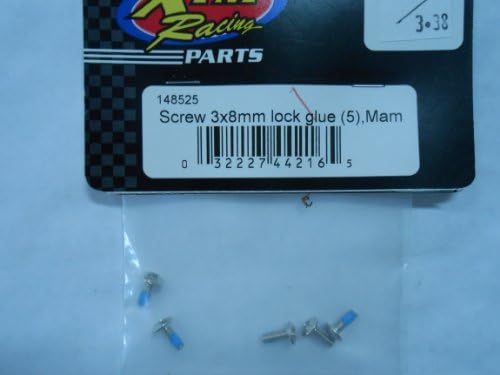 Racing
PARTS
3.38
148525
Screw 3x8mm lock glue (5),Mam
0 32227 44216 5